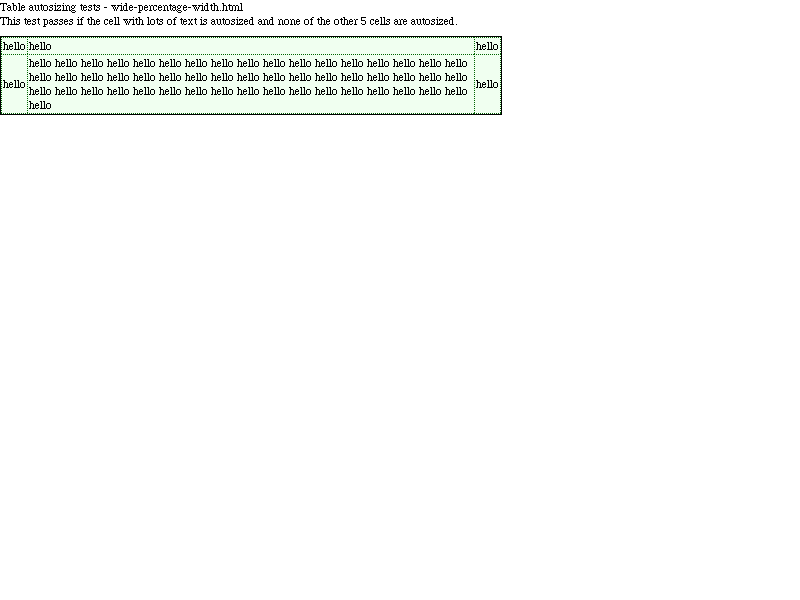 Table autosizing tests - wide-percentage-width.html
This test passes if the cell with lots of text is autosized and none of the other 5 cells are autosized.
hello hello hello
hello
hello hello hello hello hello hello hello hello hello hello hello hello hello hello hello hello hello
hello hello hello hello hello hello hello hello hello hello hello hello hello hello hello hello hello
hello hello hello hello hello hello hello hello hello hello hello hello hello hello hello hello hello
hello
hello